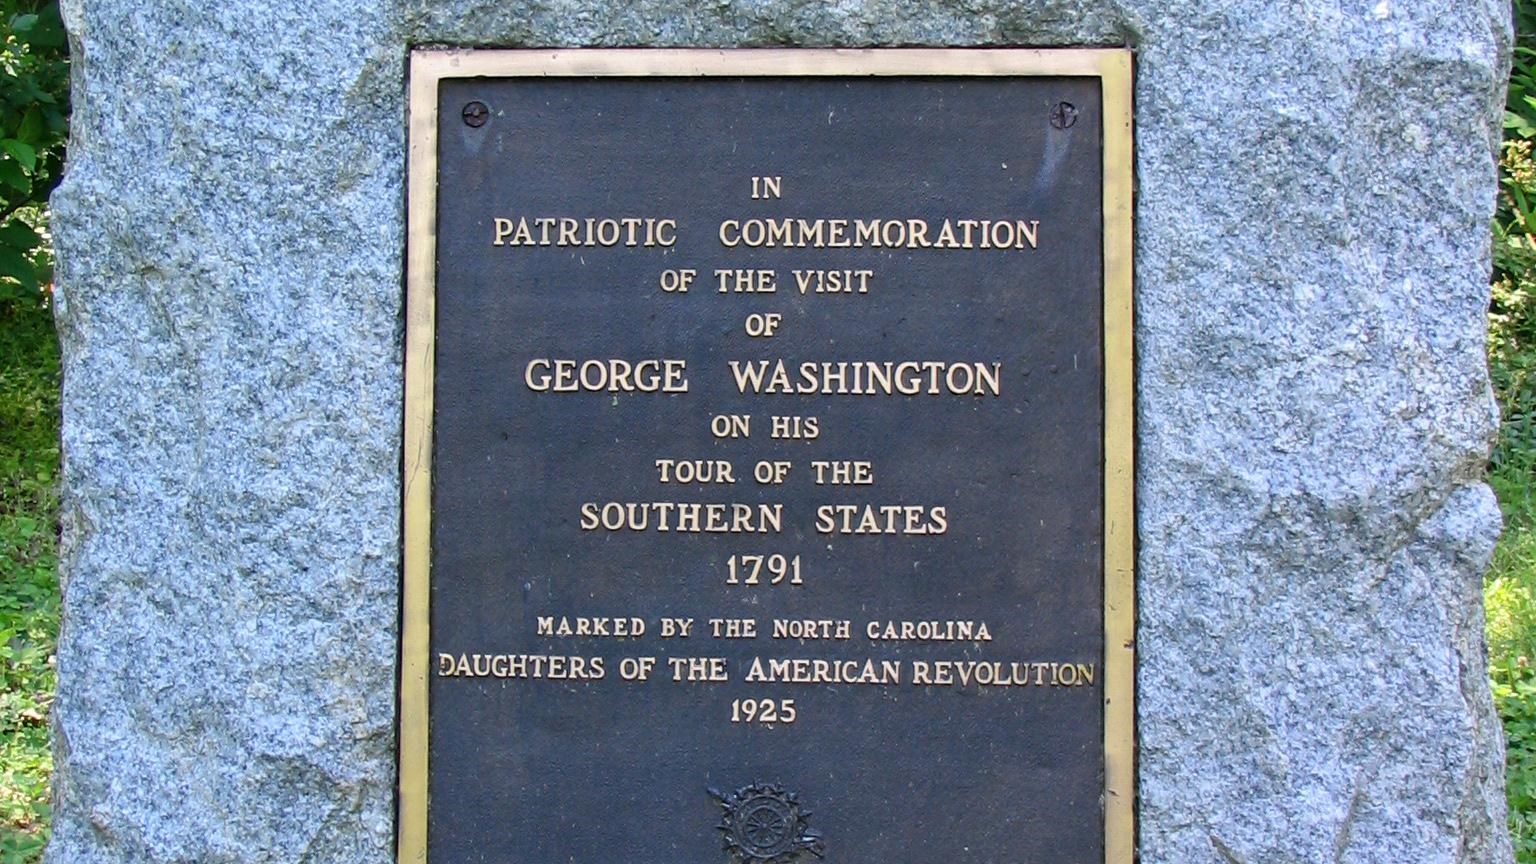 IN
PATRIOTIC COMMEMORATION
OF THE VISIT
OF
GEORGE WASHINGTON
ON HIS
TOUR OF THE
SOUTHERN STATES
1791
MARKED BY THE NORTH CAROLINA
DAUGHTERS OF THE AMERICAN REVOLUTION
1925